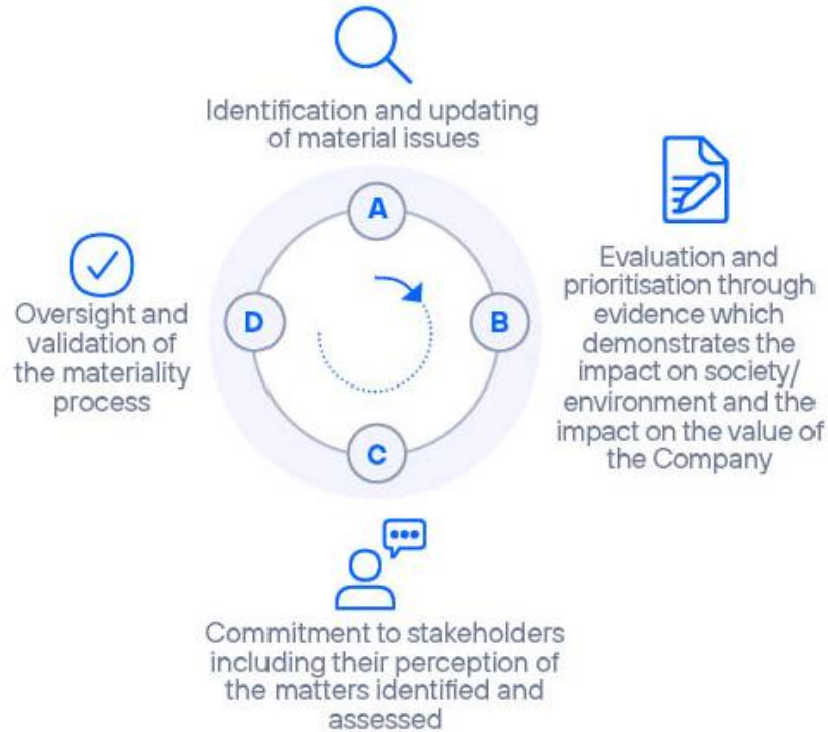 Identification and updating
of material issues
A
Evaluation and
prioritisation through
evidence which
demonstrates the
impact on society/
environment and the
impact on the value of
the Company
B
C
Commitment to stakeholders
including their perception of
the matters identified and
assessed
D
Oversight and
validation of
the materiality
process